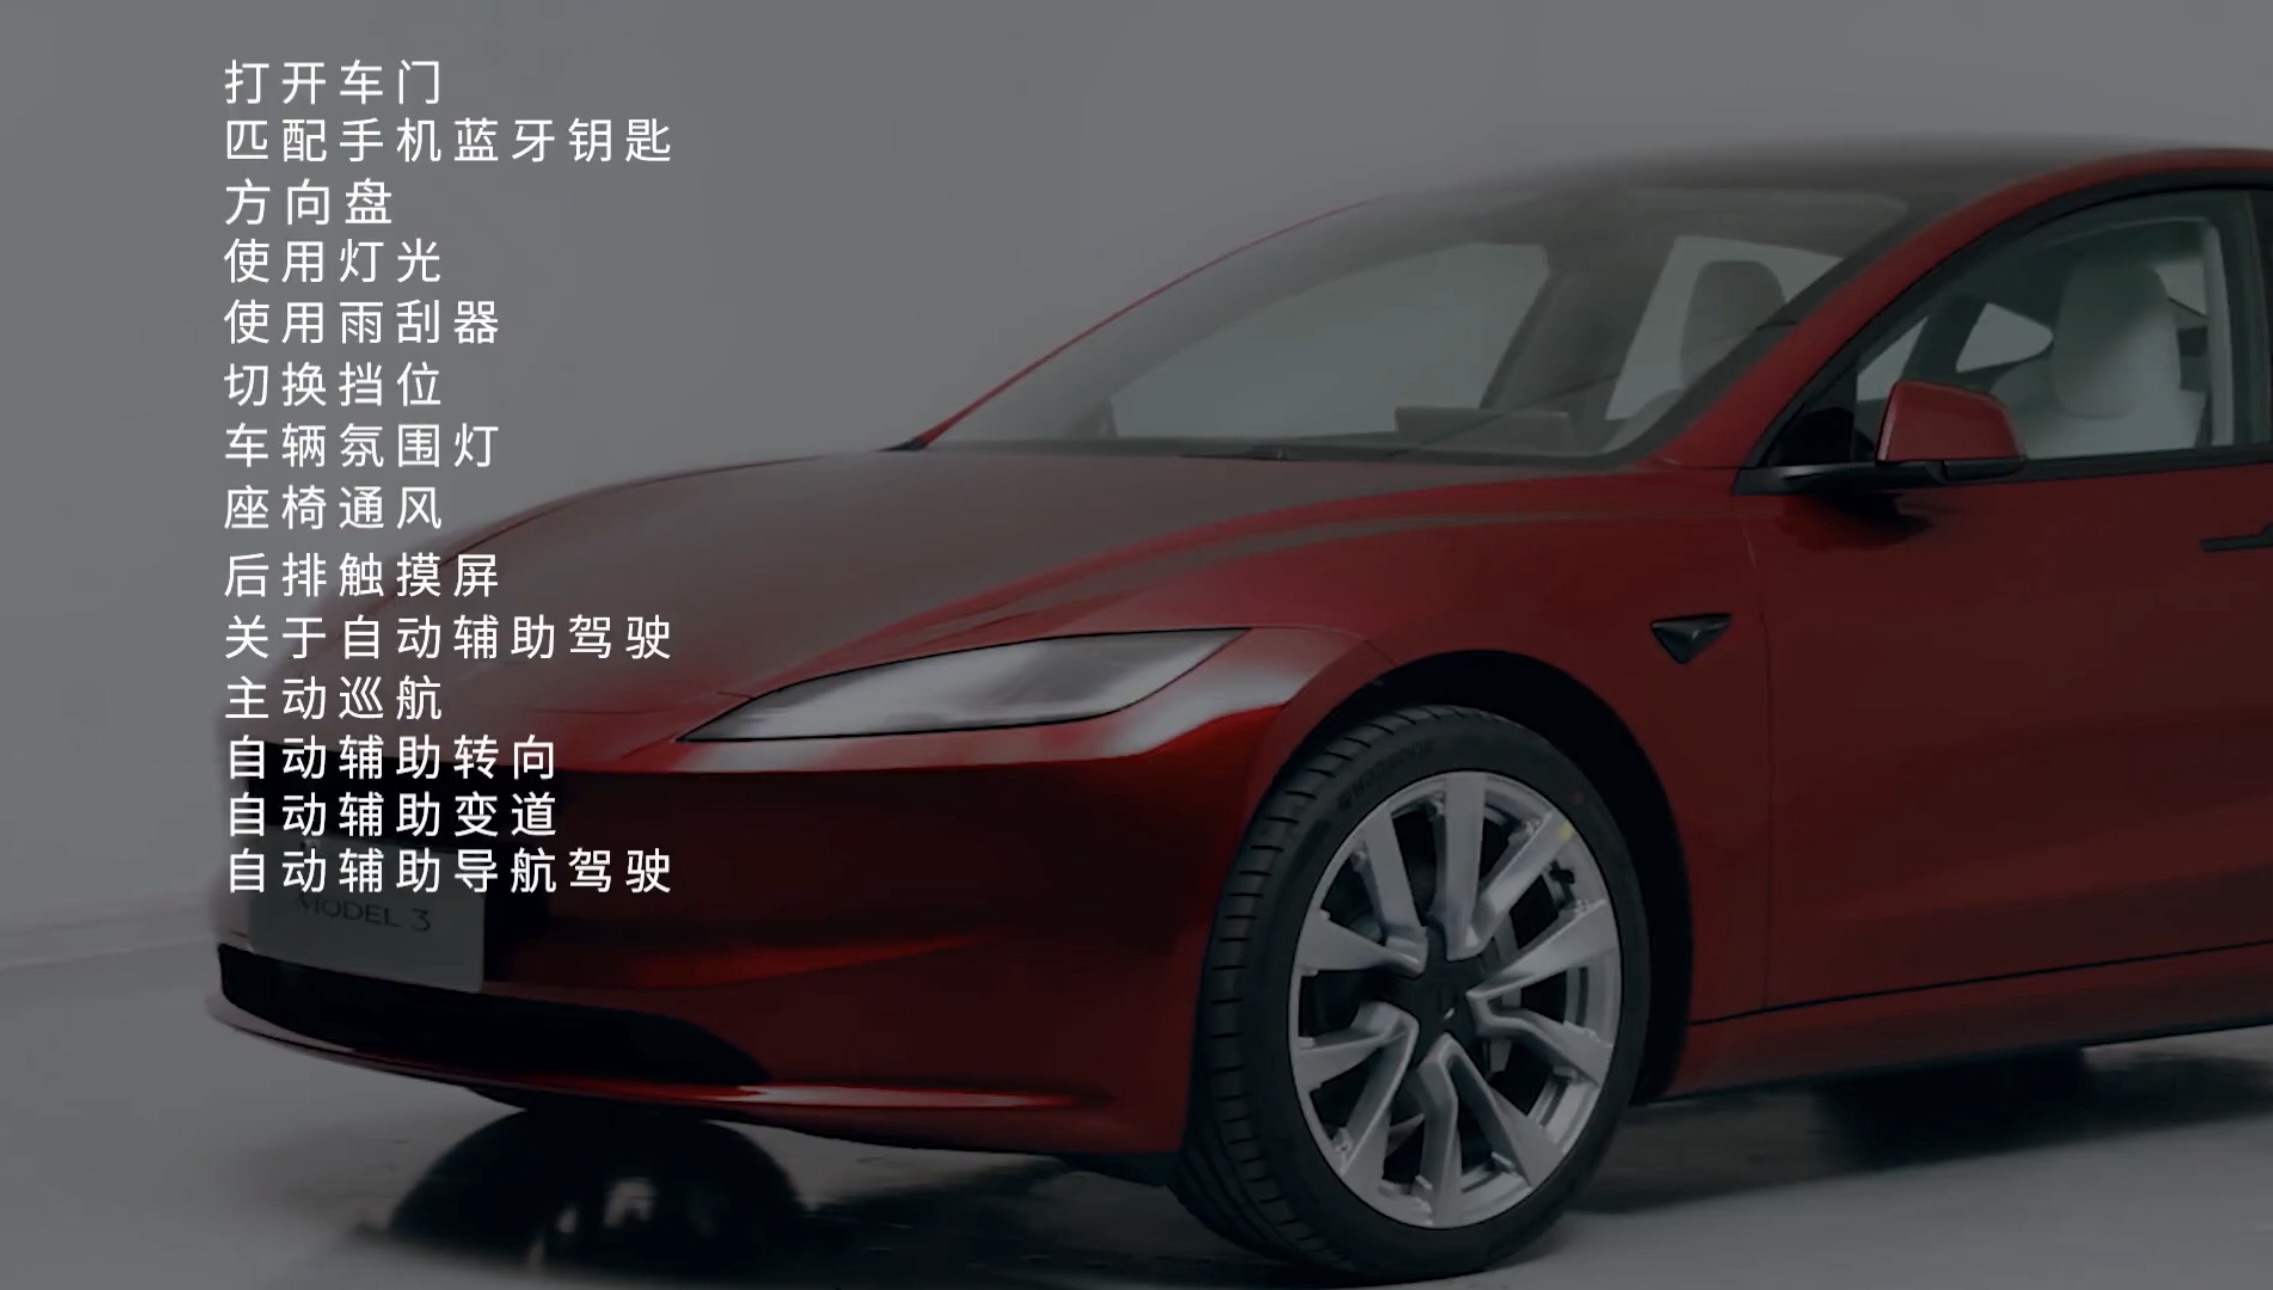 打开车门
匹配手机蓝牙钥匙
方向盘
使用灯光
使用雨刮器
切换挡位
车辆氛围灯
座椅通风
后排触摸屏
关于自动辅助驾驶
主动巡航
自动辅助转向
自动辅助变道
自动辅助导航驾驶
MODEL 3